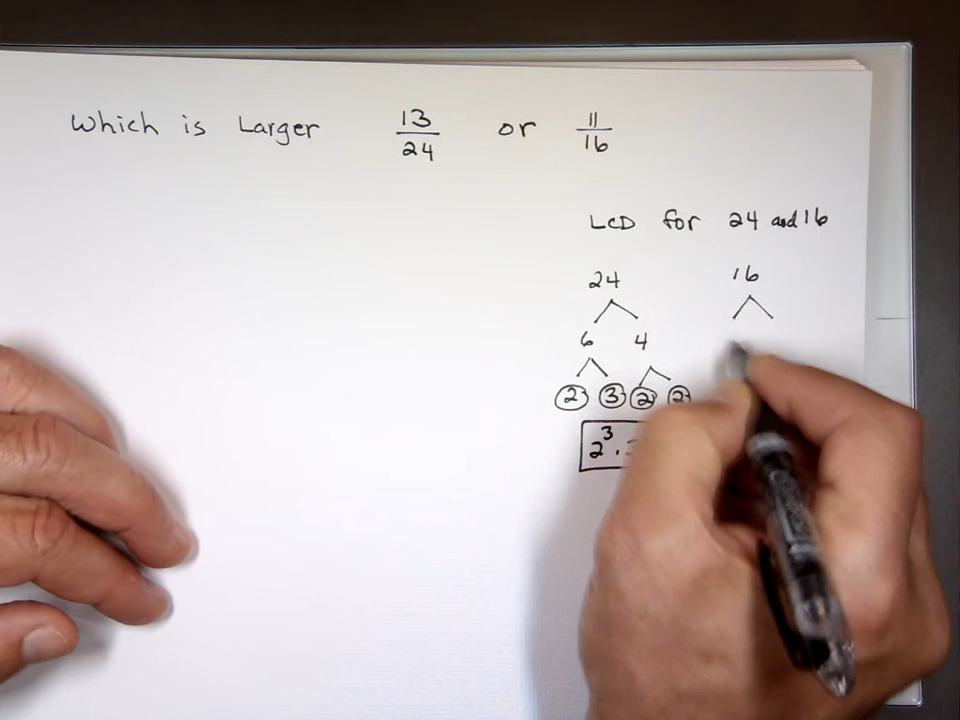 Which is Larger 13/24 or 11/16
LCD for 24 and 16
24 16
6 4
2 3 2 2
2³ ·